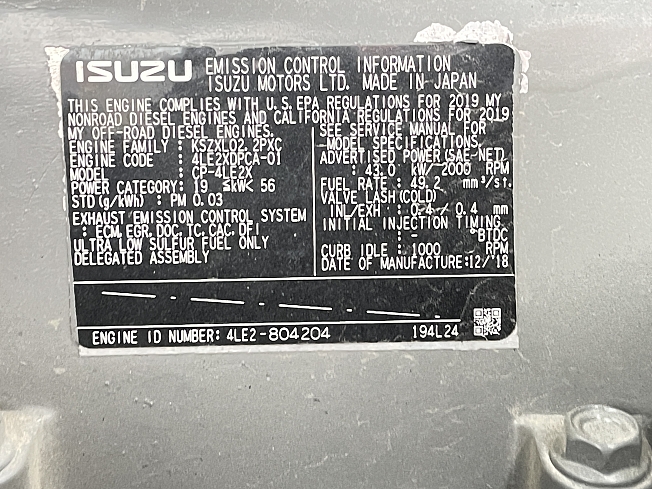 ISUZU EMISSION CONTROL INFORMATION
ISUZU MOTORS LTD. MADE IN JAPAN
THIS ENGINE COMPLIES WITH U.S.EPA REGULATIONS FOR 2019 MY
NONROAD DIESEL ENGINES AND CALIFORNIA REGULATIONS FOR 2019
MY OFF-ROAD DIESEL ENGINES.
ENGINE FAMILY : KSZXL02.2PXC
ENGINE CODE : 4LE2XDPCA-01
MODEL : CP-4LE2X
POWER CATEGORY: 19 ≤kW< 56
STD (g/kWh) : PM 0.03
EXHAUST EMISSION CONTROL SYSTEM
: ECM, EGR, DOC, TC, CAC, DFI
ULTRA LOW SULFUR FUEL ONLY
DELEGATED ASSEMBLY
SEE SERVICE MANUAL FOR
MODEL SPECIFICATIONS.
ADVERTISED POWER(SAE-NET)
: 43.0 kW/2000 RPM
FUEL RATE : 49.2 mm³/st.
VALVE LASH (COLD)
IN/EXH : 0.4/ 0.4 mm
INITIAL INJECTION TIMING
: - °BTDC
CURB IDLE : 1000 RPM
DATE OF MANUFACTURE:12/'18
ENGINE ID NUMBER: 4LE2-804204 194L24